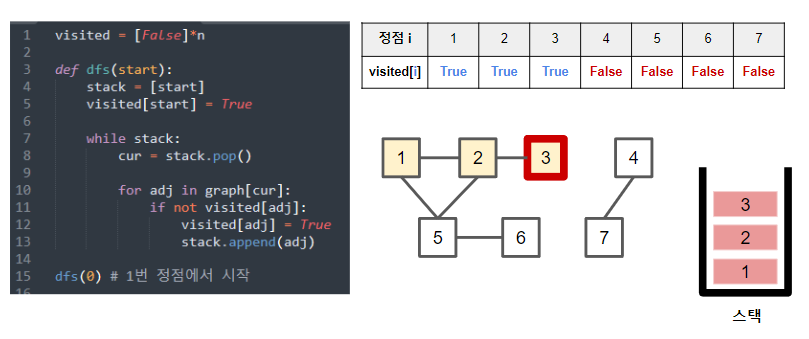 1 visited = [False]*n
2
3 def dfs(start):
4     stack = [start]
5     visited[start] = True
6
7     while stack:
8         cur = stack.pop()
9
10         for adj in graph[cur]:
11             if not visited[adj]:
12                 visited[adj] = True
13                 stack.append(adj)
14
15 dfs(0) # 1번 정점에서 시작
16
정점 i 1 2 3 4 5 6 7
visited[i] True True True False False False False
1 2 3 4
5 6 7
3
2
1
스택